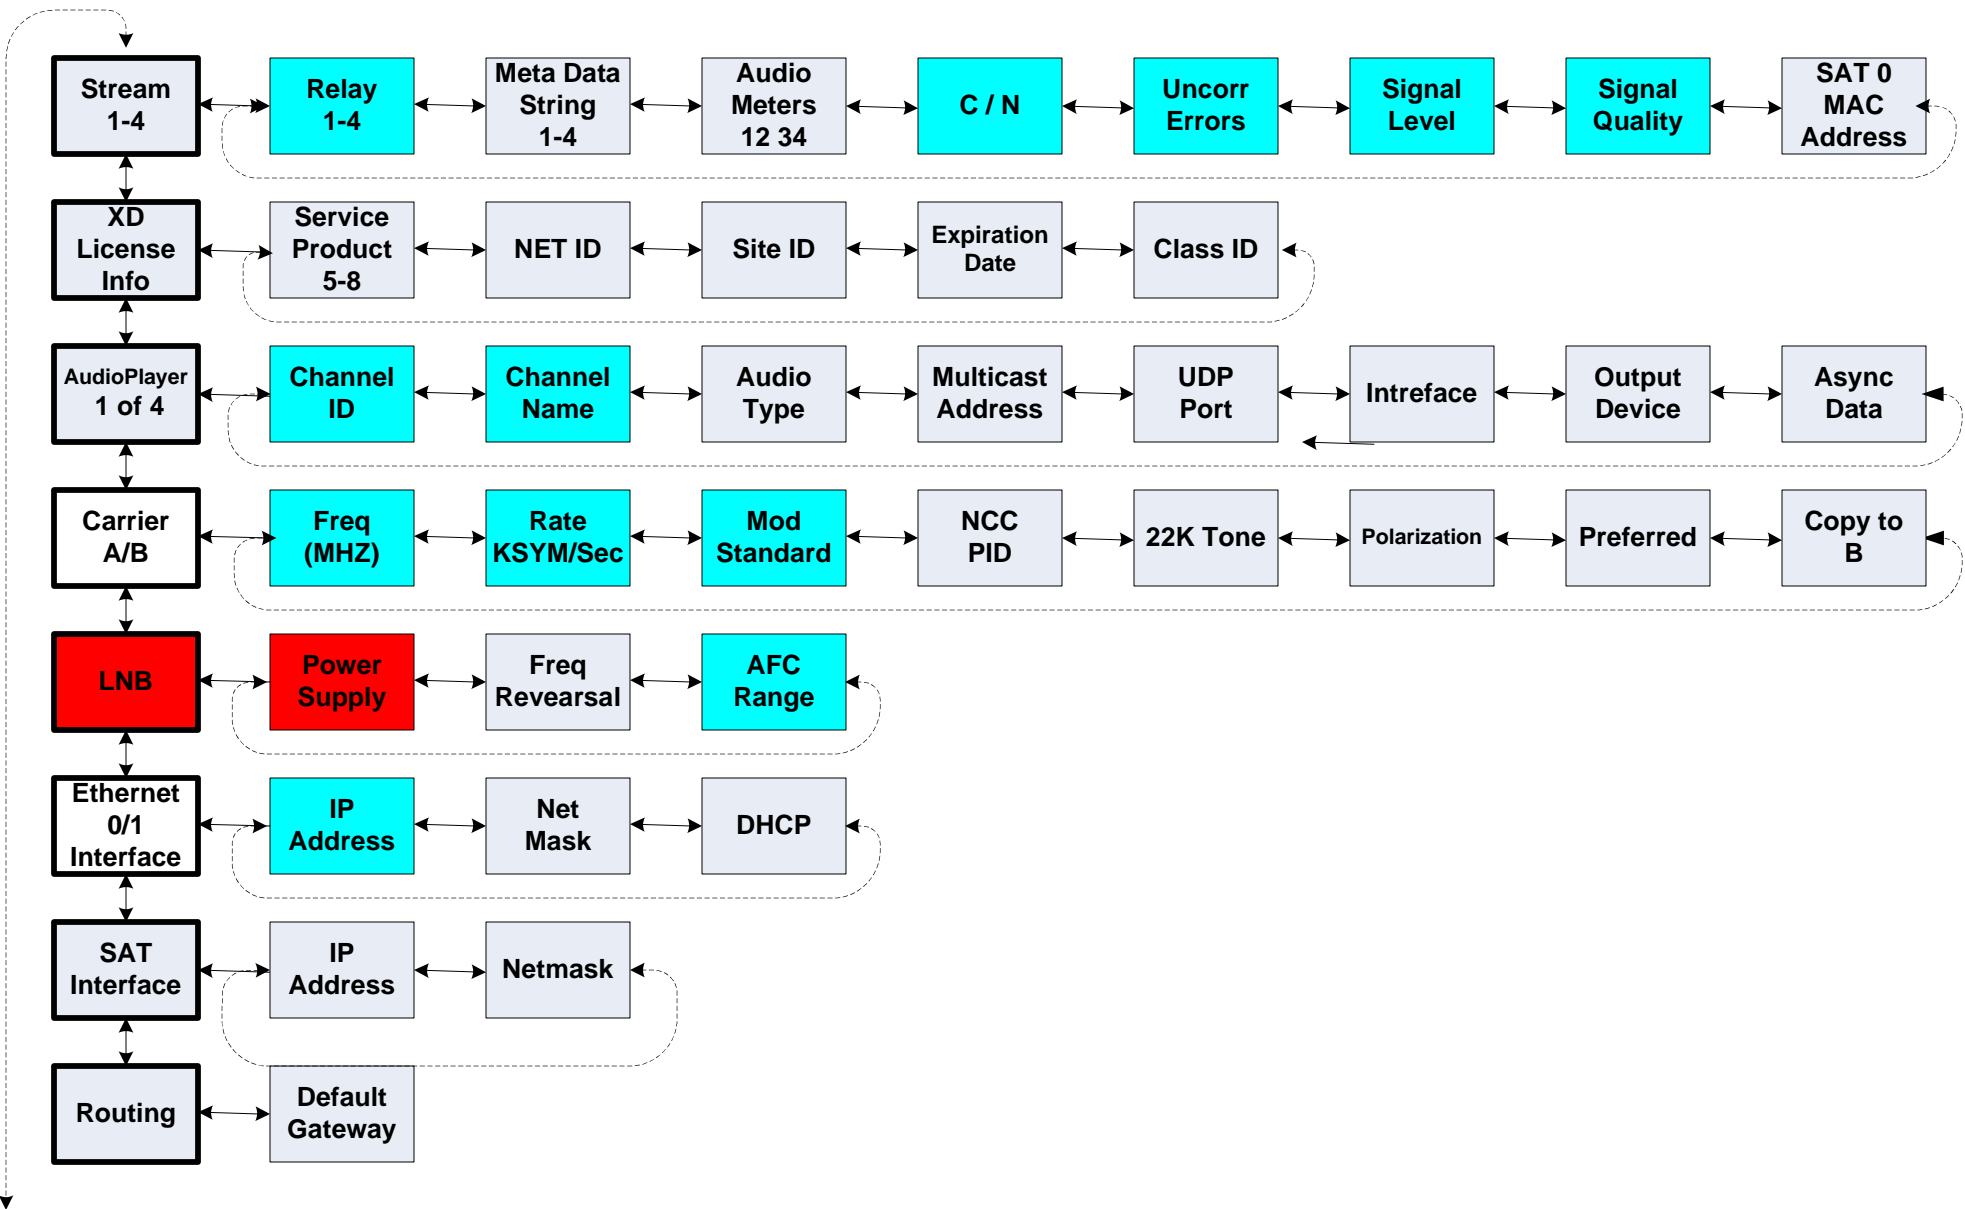 Stream
1-4
Relay
1-4
Meta Data
String
1-4
Audio
Meters
12 34
C / N
Uncorr
Errors
Signal
Level
Signal
Quality
SAT 0
MAC
Address
XD
License
Info
Service
Product
5-8
NET ID
Site ID
Expiration
Date
Class ID
AudioPlayer
1 of 4
Channel
ID
Channel
Name
Audio
Type
Multicast
Address
UDP
Port
Intreface
Output
Device
Async
Data
Carrier
A/B
Freq
(MHZ)
Rate
KSYM/Sec
Mod
Standard
NCC
PID
22K Tone
Polarization
Preferred
Copy to
B
LNB
Power
Supply
Freq
Revearsal
AFC
Range
Ethernet
0/1
Interface
IP
Address
Net
Mask
DHCP
SAT
Interface
IP
Address
Netmask
Routing
Default
Gateway